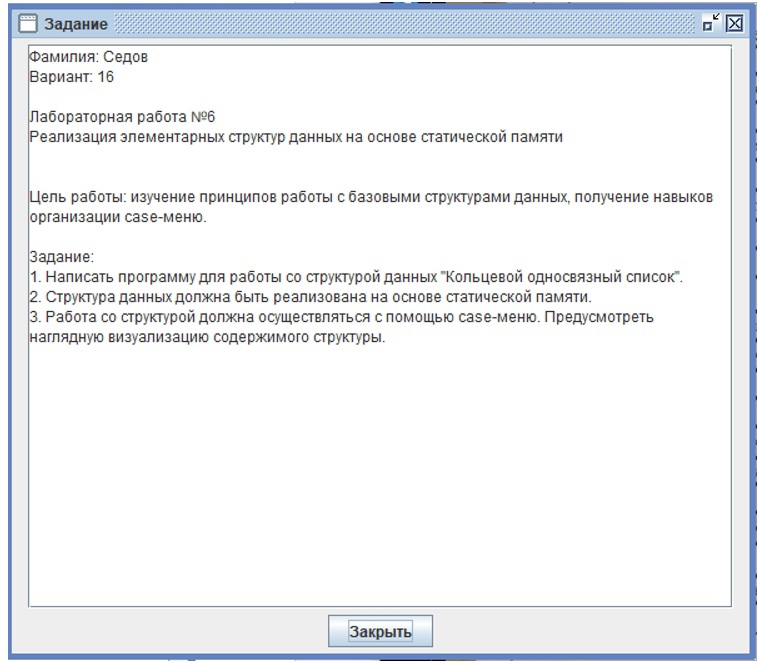 Задание
Фамилия: Седов
Вариант: 16
Лабораторная работа №6
Реализация элементарных структур данных на основе статической памяти
Цель работы: изучение принципов работы с базовыми структурами данных, получение навыков
организации case-меню.
Задание:
1. Написать программу для работы со структурой данных "Кольцевой односвязный список".
2. Структура данных должна быть реализована на основе статической памяти.
3. Работа со структурой должна осуществляться с помощью case-меню. Предусмотреть
наглядную визуализацию содержимого структуры.
Закрыть